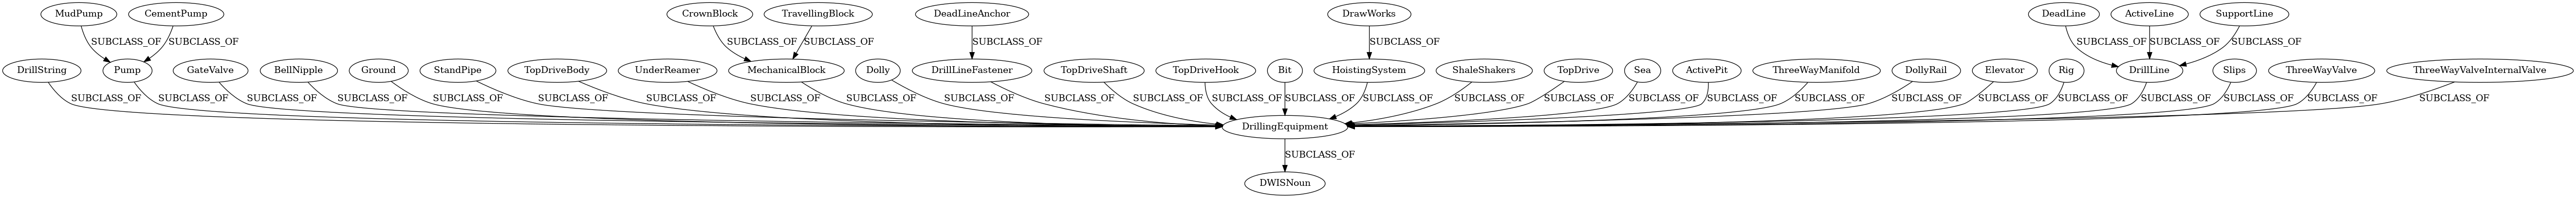 MudPump CementPump CrownBlock TravellingBlock DeadLineAnchor DrawWorks DeadLine ActiveLine SupportLine
SUBCLASS_OF SUBCLASS_OF SUBCLASS_OF SUBCLASS_OF SUBCLASS_OF SUBCLASS_OF SUBCLASS_OF SUBCLASS_OF SUBCLASS_OF
DrillString Pump GateValve BellNipple Ground StandPipe TopDriveBody UnderReamer MechanicalBlock Dolly DrillLineFastener TopDriveShaft TopDriveHook Bit HoistingSystem ShaleShakers TopDrive Sea ActivePit ThreeWayManifold DollyRail Elevator Rig DrillLine Slips ThreeWayValve ThreeWayValveInternalValve
SUBCLASS_OF SUBCLASS_OF SUBCLASS_OF SUBCLASS_OF SUBCLASS_OF SUBCLASS_OF SUBCLASS_OF SUBCLASS_OF SUBCLASS_OF SUBCLASS_OF SUBCLASS_OF SUBCLASS_OF SUBCLASS_OF SUBCLASS_OF SUBCLASS_OF SUBCLASS_OF SUBCLASS_OF SUBCLASS_OF SUBCLASS_OF SUBCLASS_OF SUBCLASS_OF SUBCLASS_OF SUBCLASS_OF SUBCLASS_OF SUBCLASS_OF SUBCLASS_OF SUBCLASS_OF
DrillingEquipment
SUBCLASS_OF
DWISNoun